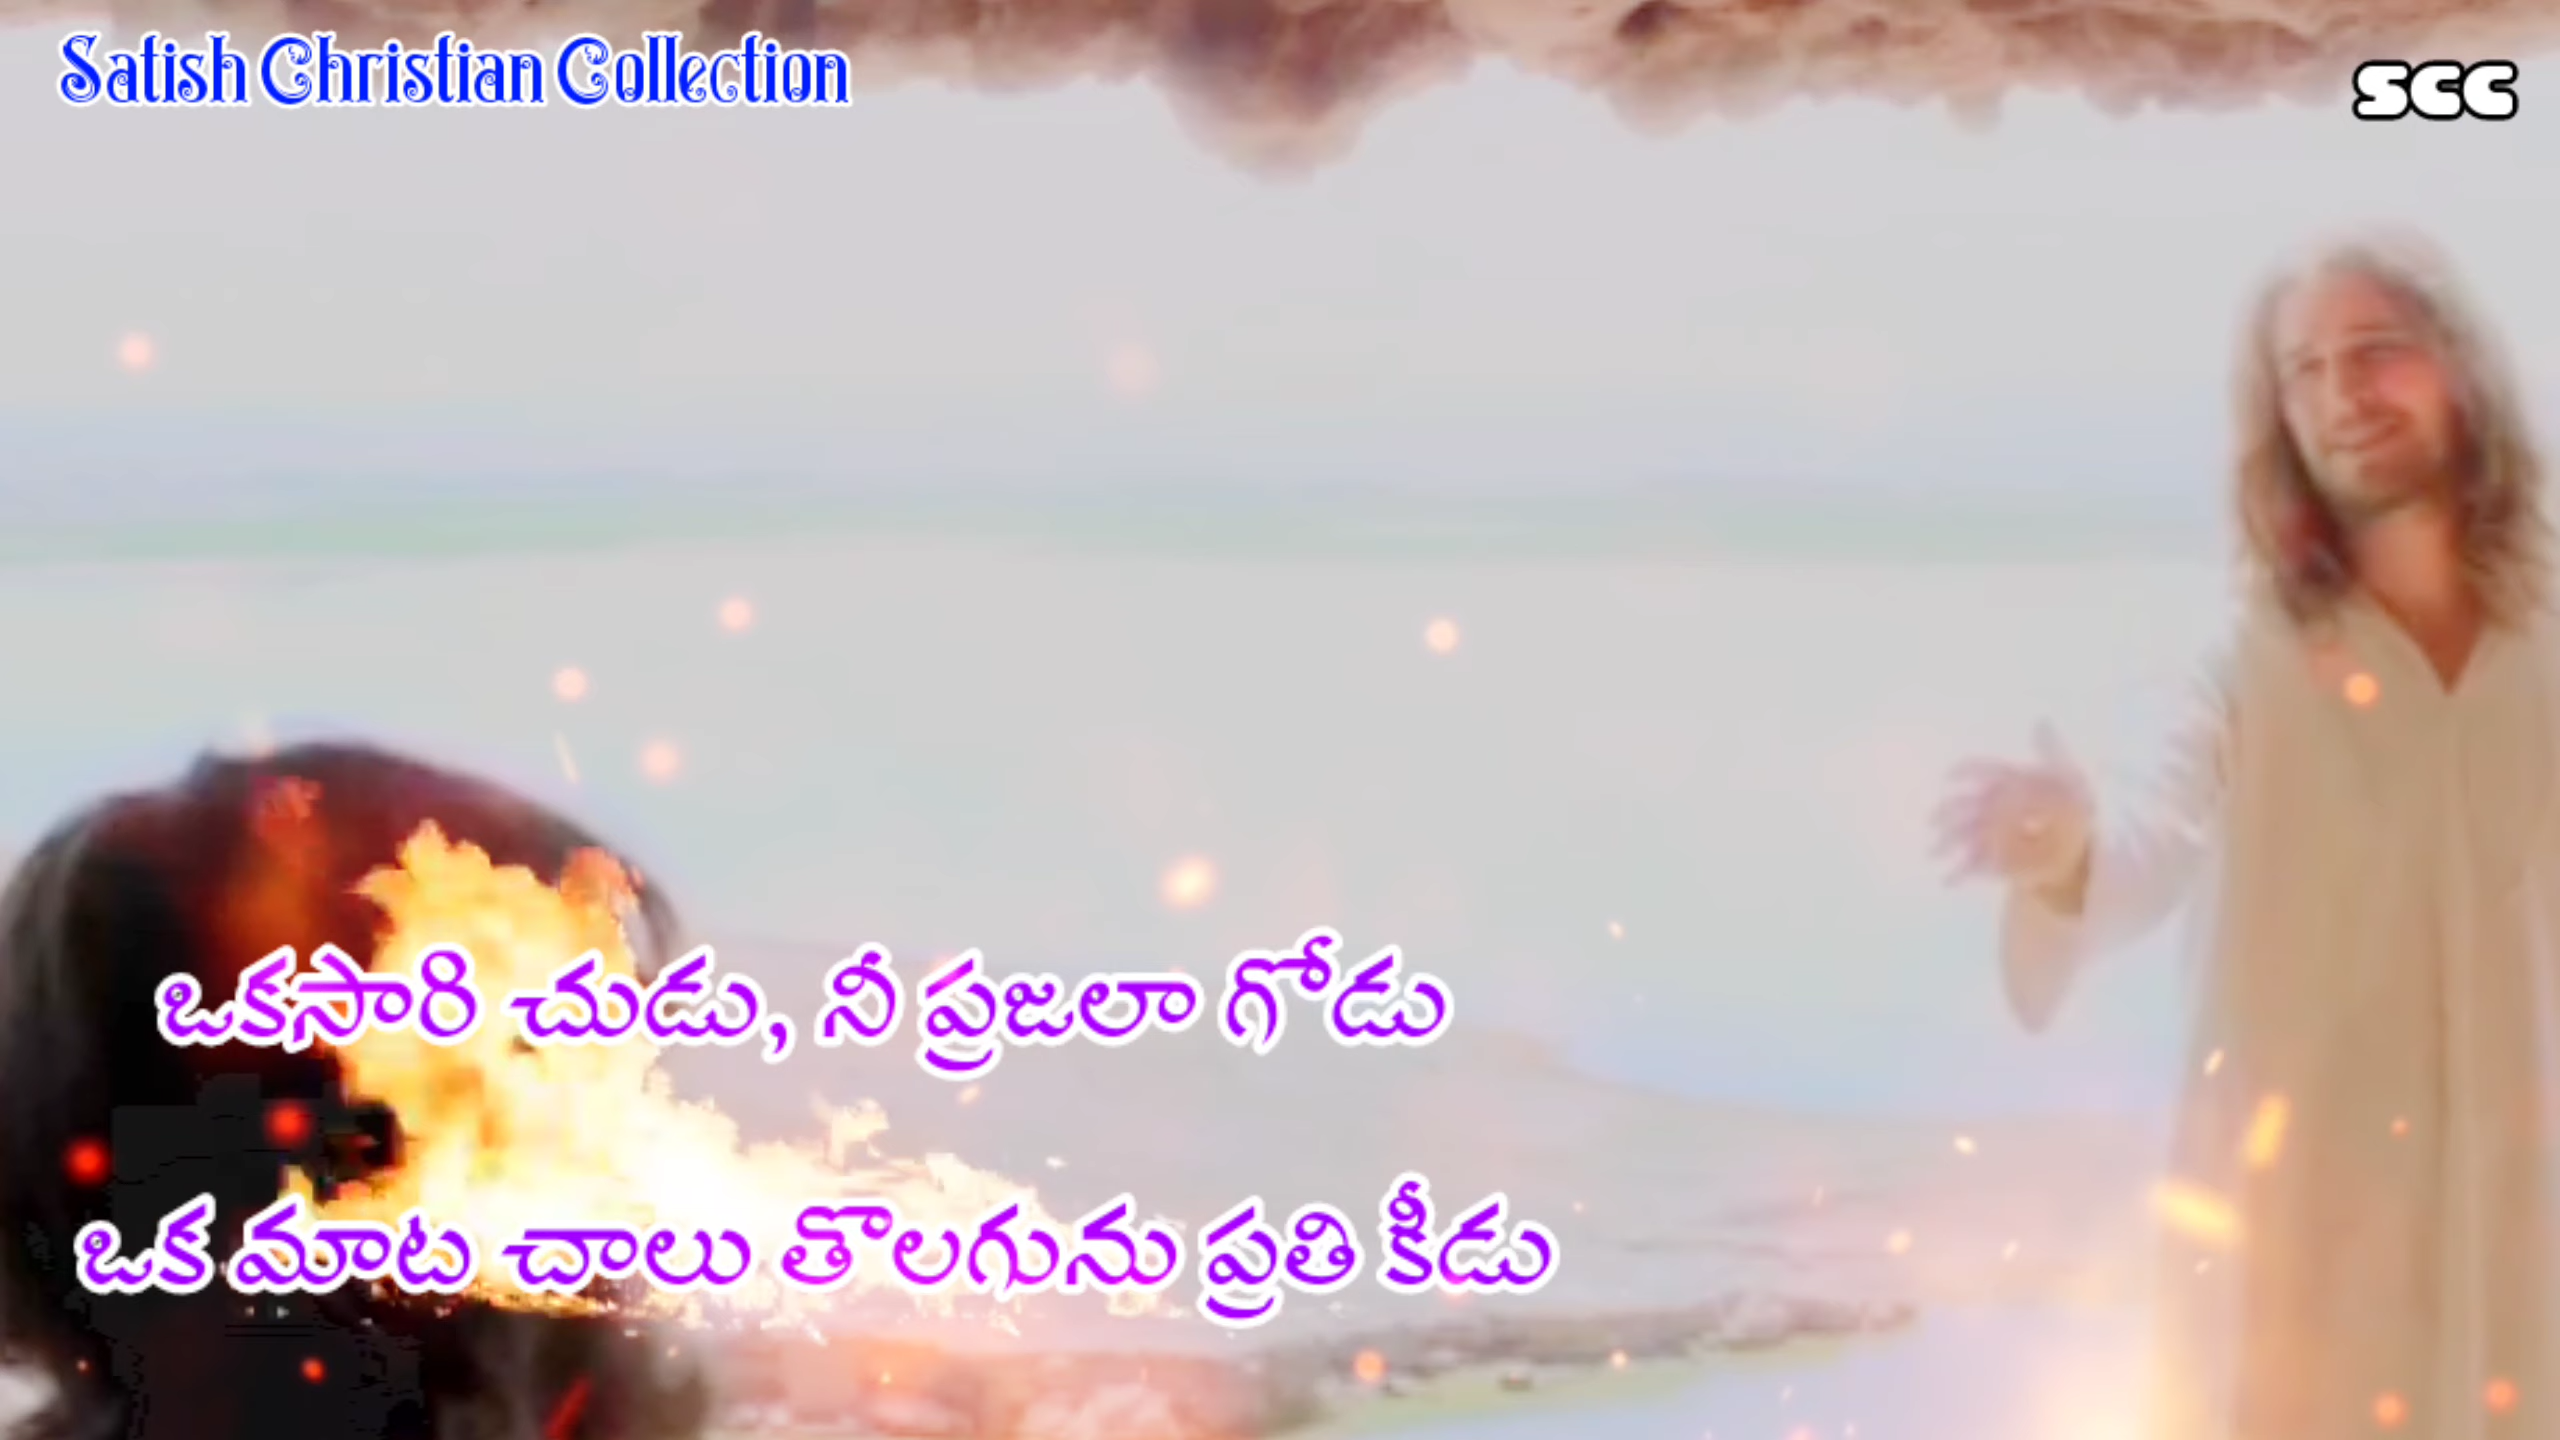 Satish Christian Collection
SCC
ఒకసారి చుడు, నీ ప్రజలా గోడు
ఒక మాట చాలు తొలగును ప్రతి కీడు